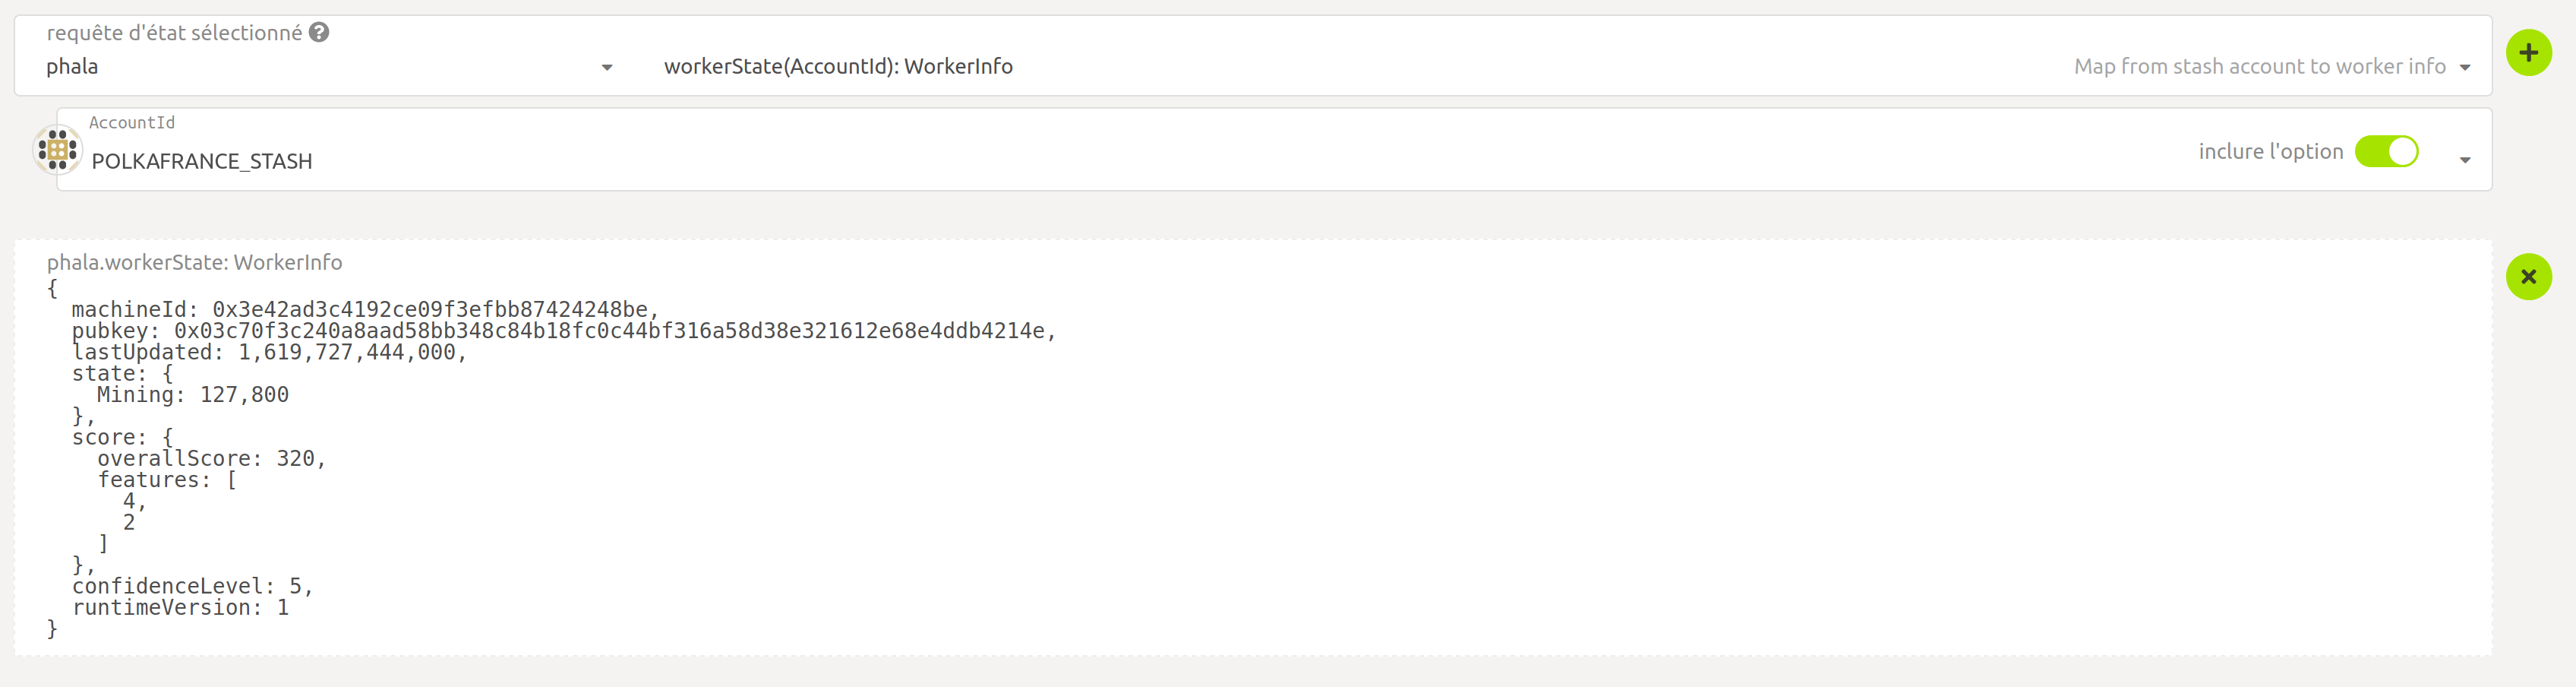 requête d'état sélectionné ?
phala
workerState(AccountId): WorkerInfo
Map from stash account to worker info
AccountId
POLKAFRANCE_STASH
inclure l'option
phala.workerState: WorkerInfo
{
  machineId: 0x3e42ad3c4192ce09f3efbb87424248be,
  pubkey: 0x03c70f3c240a8aad58bb348c84b18fc0c44bf316a58d38e321612e68e4ddb4214e,
  lastUpdated: 1,619,727,444,000,
  state: {
    Mining: 127,800
  },
  score: {
    overallScore: 320,
    features: [
      4,
      2
    ]
  },
  confidenceLevel: 5,
  runtimeVersion: 1
}